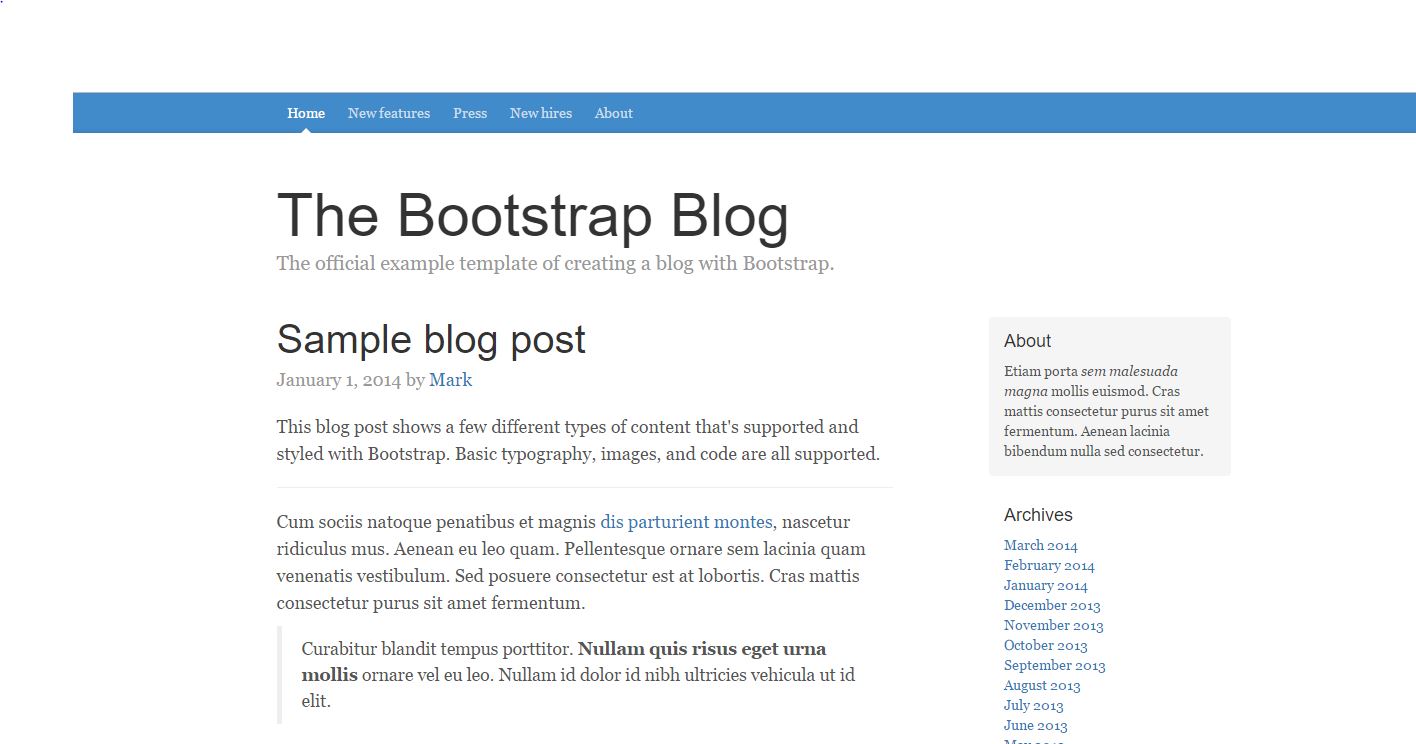 Home New features Press New hires About
The Bootstrap Blog
The official example template of creating a blog with Bootstrap.
Sample blog post
January 1, 2014 by Mark
This blog post shows a few different types of content that's supported and
styled with Bootstrap. Basic typography, images, and code are all supported.
Cum sociis natoque penatibus et magnis dis parturient montes, nascetur
ridiculus mus. Aenean eu leo quam. Pellentesque ornare sem lacinia quam
venenatis vestibulum. Sed posuere consectetur est at lobortis. Cras mattis
consectetur purus sit amet fermentum.
Curabitur blandit tempus porttitor. Nullam quis risus eget urna
mollis ornare vel eu leo. Nullam id dolor id nibh ultricies vehicula ut id
elit.
About
Etiam porta sem malesuada
magna mollis euismod. Cras
mattis consectetur purus sit amet
fermentum. Aenean lacinia
bibendum nulla sed consectetur.
Archives
March 2014
February 2014
January 2014
December 2013
November 2013
October 2013
September 2013
August 2013
July 2013
June 2013